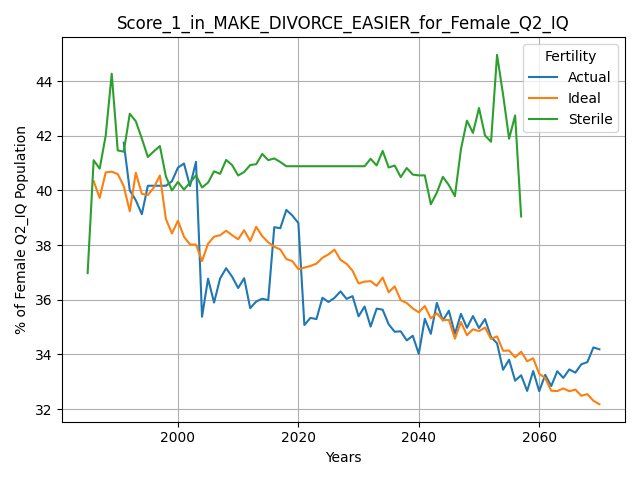 Score_1_in_MAKE_DIVORCE_EASIER_for_Female_Q2_IQ
Fertility
Actual
Ideal
Sterile
% of Female Q2_IQ Population
44
42
40
38
36
34
32
2000
2020
2040
2060
Years